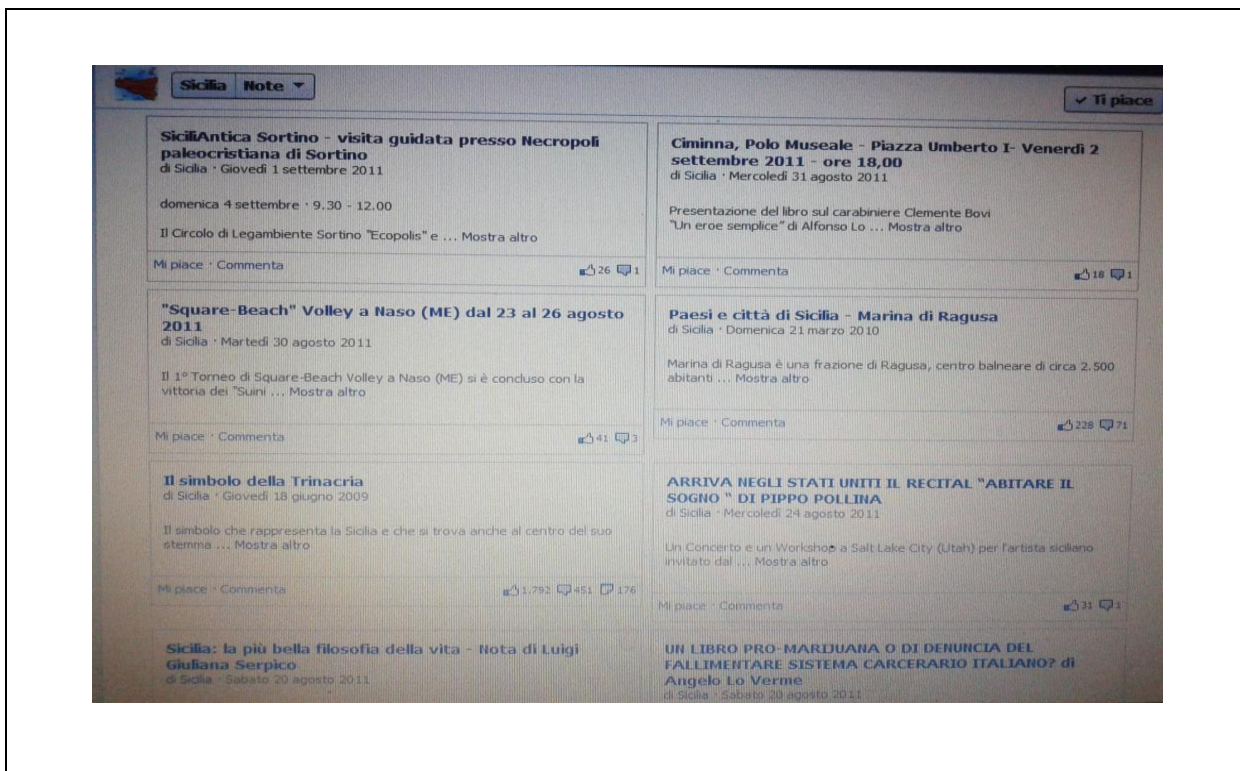 Sicilia Note
Ti piace
SiciliAntica Sortino - visita guidata presso Necropoli
paleocristiana di Sortino
di Sicilia · Giovedì 1 settembre 2011
domenica 4 settembre · 9.30 - 12.00
Il Circolo di Legambiente Sortino "Ecopolis" e ... Mostra altro
Mi piace · Commenta
26 1
Ciminna, Polo Museale - Piazza Umberto I- Venerdì 2
settembre 2011 - ore 18,00
di Sicilia · Mercoledì 31 agosto 2011
Presentazione del libro sul carabiniere Clemente Bovi
"Un eroe semplice" di Alfonso Lo ... Mostra altro
Mi piace · Commenta
18 1
"Square-Beach" Volley a Naso (ME) dal 23 al 26 agosto
2011
di Sicilia · Martedì 30 agosto 2011
Il 1º Torneo di Square-Beach Volley a Naso (ME) si è concluso con la
vittoria dei "Suini ... Mostra altro
Mi piace · Commenta
41 3
Paesi e città di Sicilia - Marina di Ragusa
di Sicilia · Domenica 21 marzo 2010
Marina di Ragusa è una frazione di Ragusa, centro balneare di circa 2.500
abitanti ... Mostra altro
Mi piace · Commenta
228 71
Il simbolo della Trinacria
di Sicilia · Giovedì 18 giugno 2009
Il simbolo che rappresenta la Sicilia e che si trova anche al centro del suo
stemma ... Mostra altro
Mi piace · Commenta
1.792 451 176
ARRIVA NEGLI STATI UNITI IL RECITAL "ABITARE IL
SOGNO " DI PIPPO POLLINA
di Sicilia · Mercoledì 24 agosto 2011
Un Concerto e un Workshop a Salt Lake City (Utah) per l'artista siciliano
invitato dal ... Mostra altro
Mi piace · Commenta
31 1
Sicilia: la più bella filosofia della vita - Nota di Luigi
Giuliana Serpico
di Sicilia · Sabato 20 agosto 2011
UN LIBRO PRO-MARIJUANA O DI DENUNCIA DEL
FALLIMENTARE SISTEMA CARCERARIO ITALIANO? di
Angelo Lo Verme
di Sicilia · Sabato 20 agosto 2011